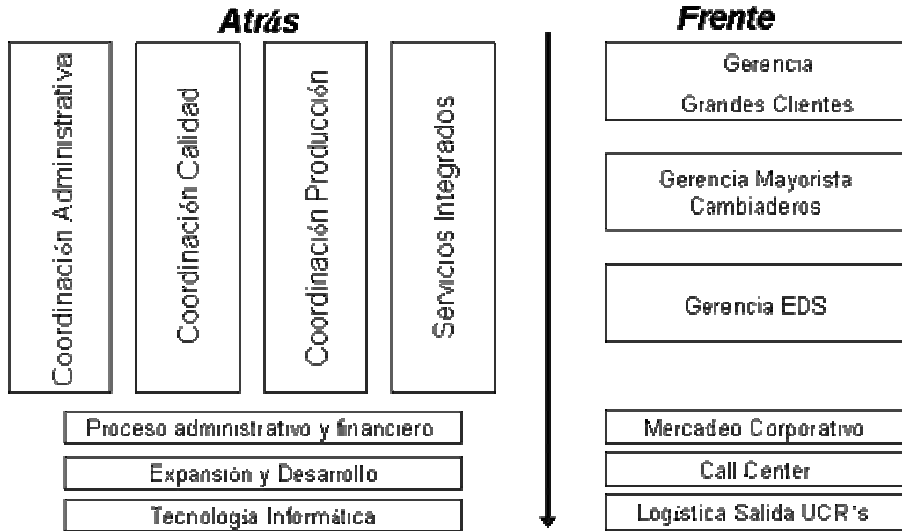 Atrás
Frente
Coordinación Administrativa
Coordinación Calidad
Coordinación Producción
Servicios Integrados
Gerencia
Grandes Clientes
Gerencia Mayorista
Cambiaderos
Gerencia EDS
Proceso administrativo y financiero
Expansión y Desarrollo
Tecnología Informática
Mercadeo Corporativo
Call Center
Logística Salida UCR's